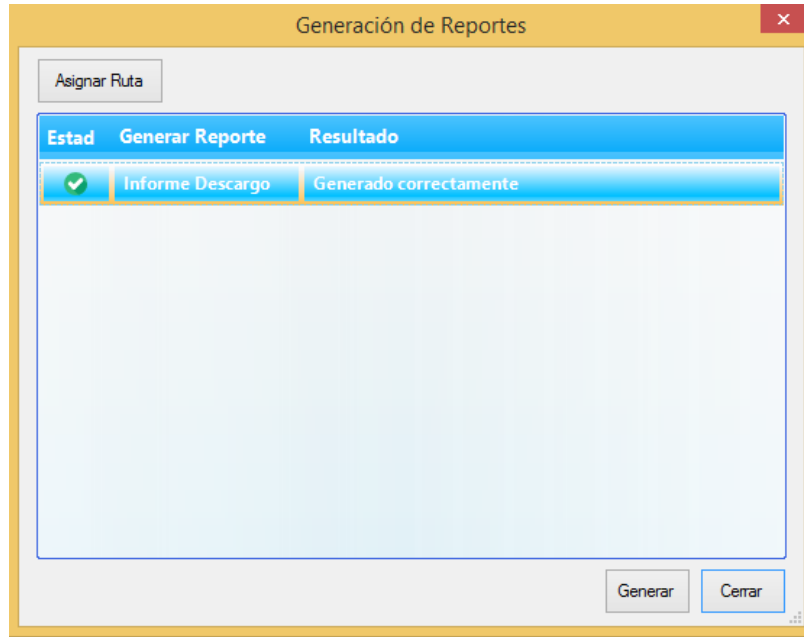 Generación de Reportes
Asignar Ruta
Estad Generar Reporte Resultado
Informe Descargo Generado correctamente
Generar Cerrar